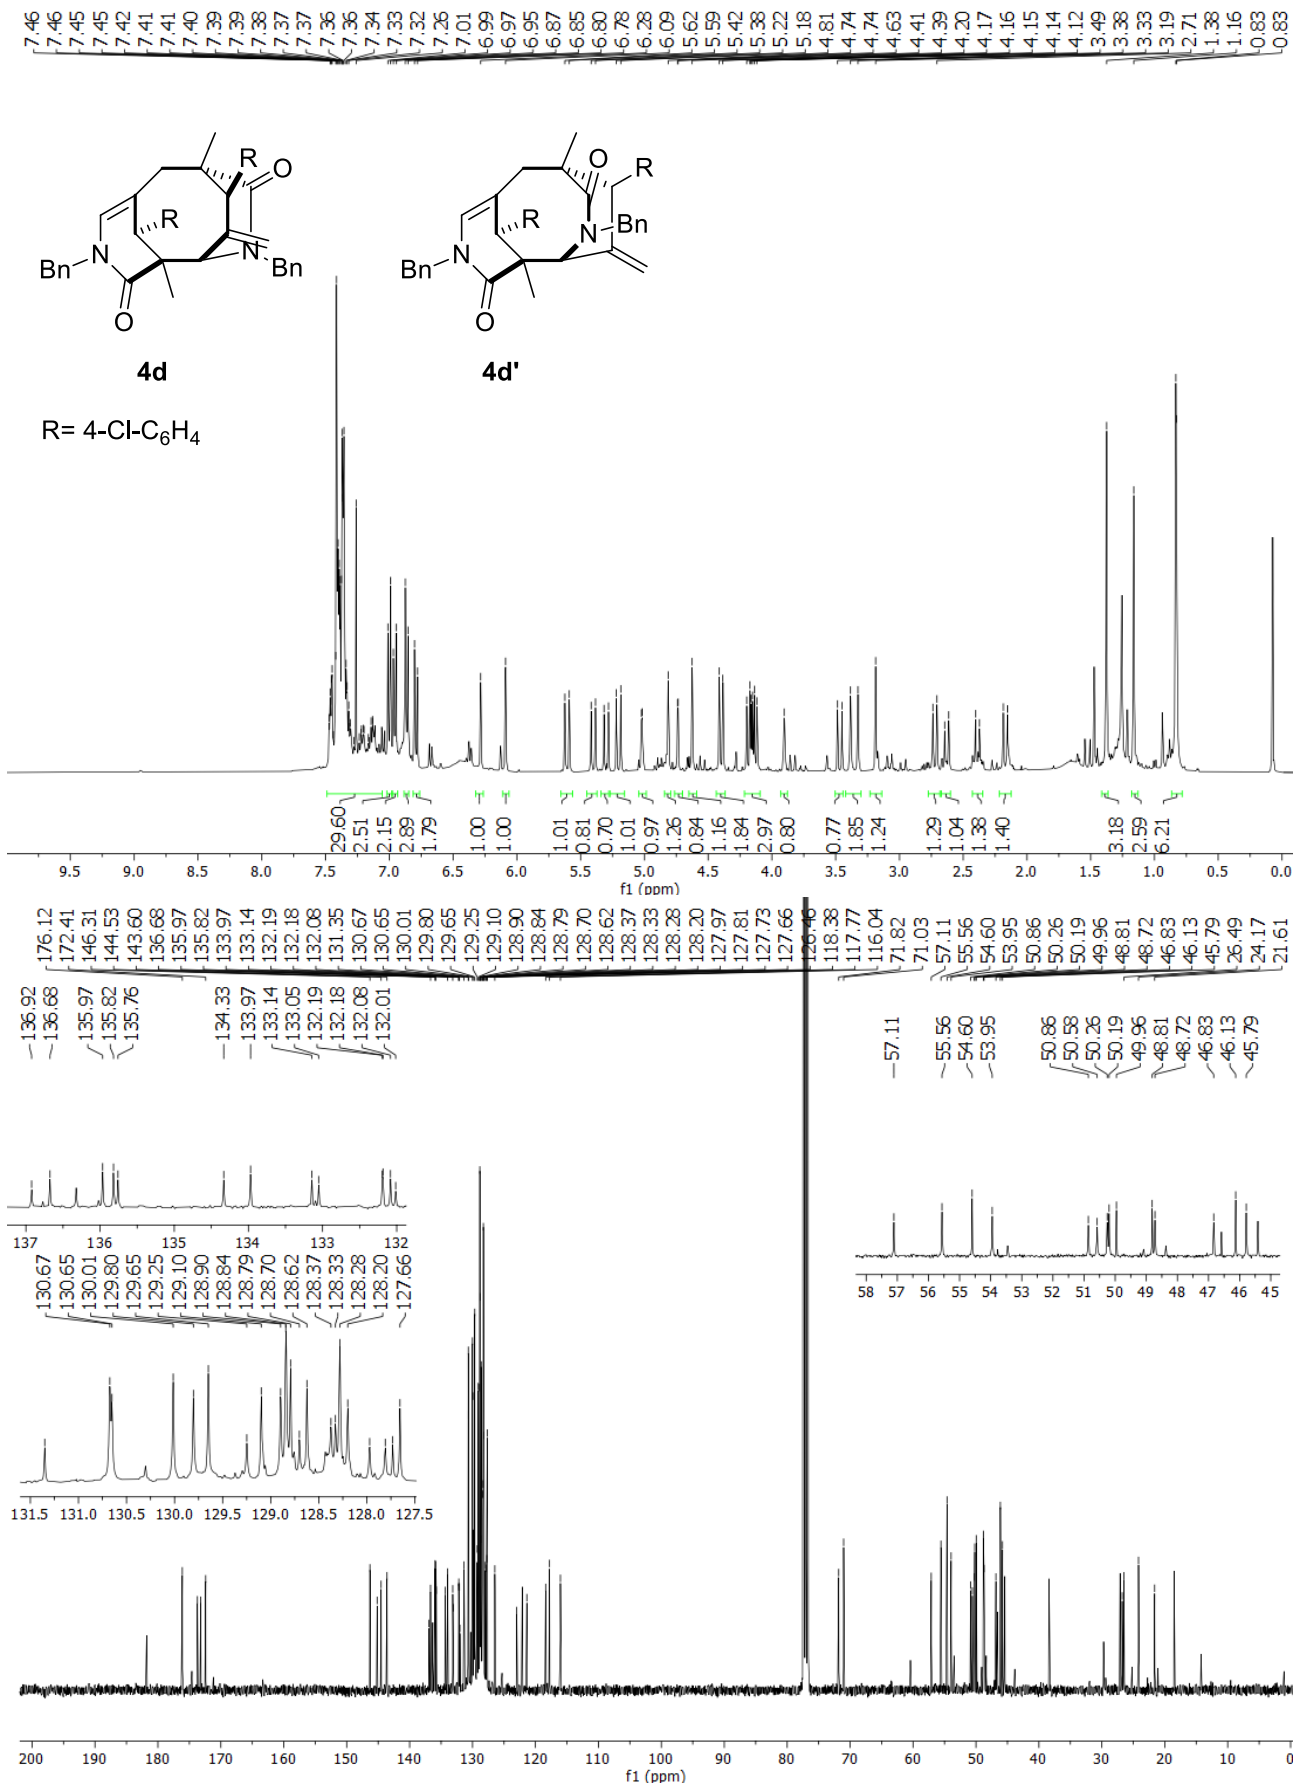 7.46 7.46 7.45 7.45 7.42 7.41 7.41 7.40 7.39 7.39 7.38 7.37 7.37 7.36 7.36 7.34 7.33 7.32 7.26 7.01 6.99 6.97 6.95 6.87 6.85 6.80 6.78 6.28 6.09 5.62 5.59 5.42 5.38 5.22 5.18 4.81 4.74 4.74 4.63 4.41 4.39 4.20 4.17 4.16 4.15 4.14 4.12 3.49 3.38 3.33 3.19 2.71 1.38 1.16 0.83 0.83
R O O R
R R
N N N Bn
Bn N Bn Bn
O O
4d 4d'
R= 4-Cl-C6H4
29.60 2.51 2.15 2.89 1.79 1.00 1.00 1.01 0.81 0.70 1.01 0.97 1.26 0.84 1.16 1.84 2.97 0.80 0.77 1.85 1.24 1.29 1.04 1.38 1.40 3.18 2.59 6.21
9.5 9.0 8.5 8.0 7.5 7.0 6.5 6.0 5.5 5.0 4.5 4.0 3.5 3.0 2.5 2.0 1.5 1.0 0.5 0.0
f1 (ppm)
176.12 172.41 146.31 144.53 143.60 136.68 135.97 135.82 133.97 133.14 132.19 132.18 132.08 131.35 130.67 130.65 130.01 129.80 129.65 129.25 129.10 128.90 128.84 128.79 128.70 128.62 128.37 128.33 128.28 128.20 127.97 127.81 127.73 127.66 126.46 118.38 117.77 116.04 71.82 71.03 57.11 55.56 54.60 53.95 50.86 50.26 50.19 49.96 48.81 48.72 46.83 46.13 45.79 26.49 24.17 21.61
136.92 136.68 135.97 135.82 135.76 134.33 133.97 133.14 133.05 132.19 132.18 132.08 132.01
57.11 55.56 54.60 53.95 50.86 50.58 50.26 50.19 49.96 48.81 48.72 46.83 46.13 45.79
137 136 135 134 133 132
58 57 56 55 54 53 52 51 50 49 48 47 46 45
130.67 130.65 130.01 129.80 129.65 129.25 129.10 128.90 128.84 128.79 128.70 128.62 128.37 128.33 128.28 128.20 127.66
131.5 131.0 130.5 130.0 129.5 129.0 128.5 128.0 127.5
200 190 180 170 160 150 140 130 120 110 100 90 80 70 60 50 40 30 20 10 0
f1 (ppm)